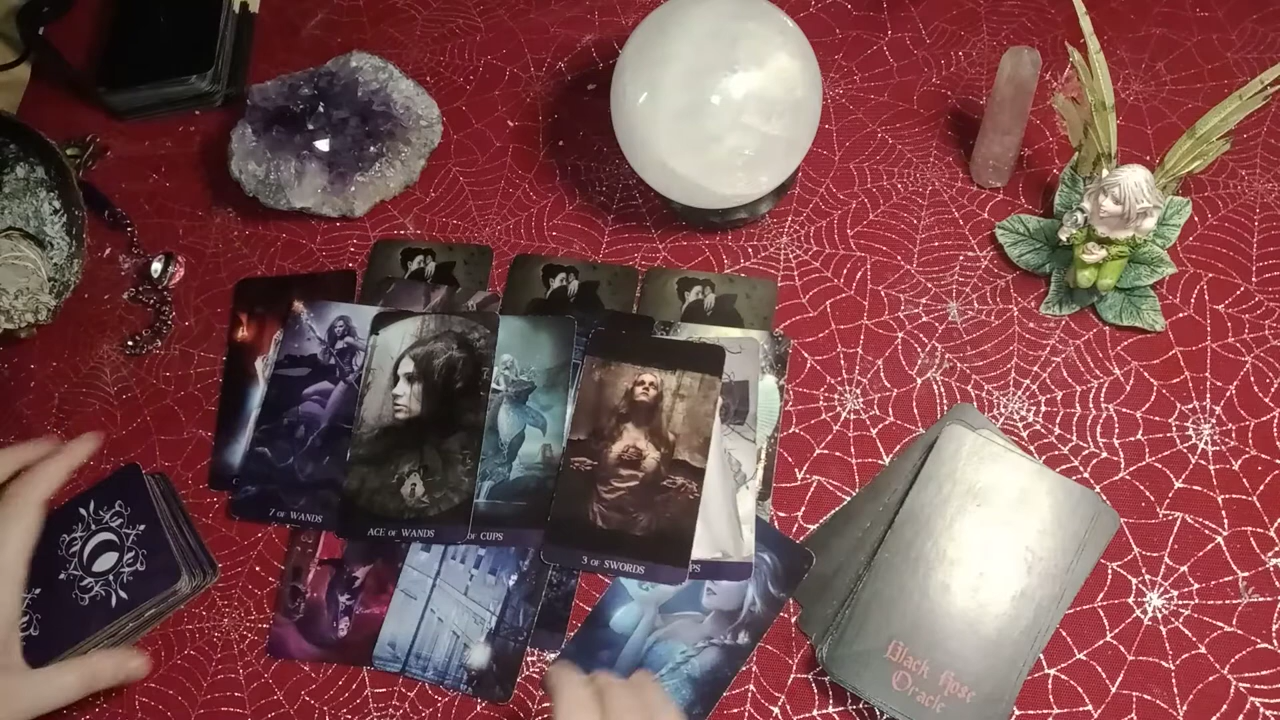 7 OF WANDS
ACE OF WANDS
OF CUPS
3 OF SWORDS
PS
Black Rose
Oracle